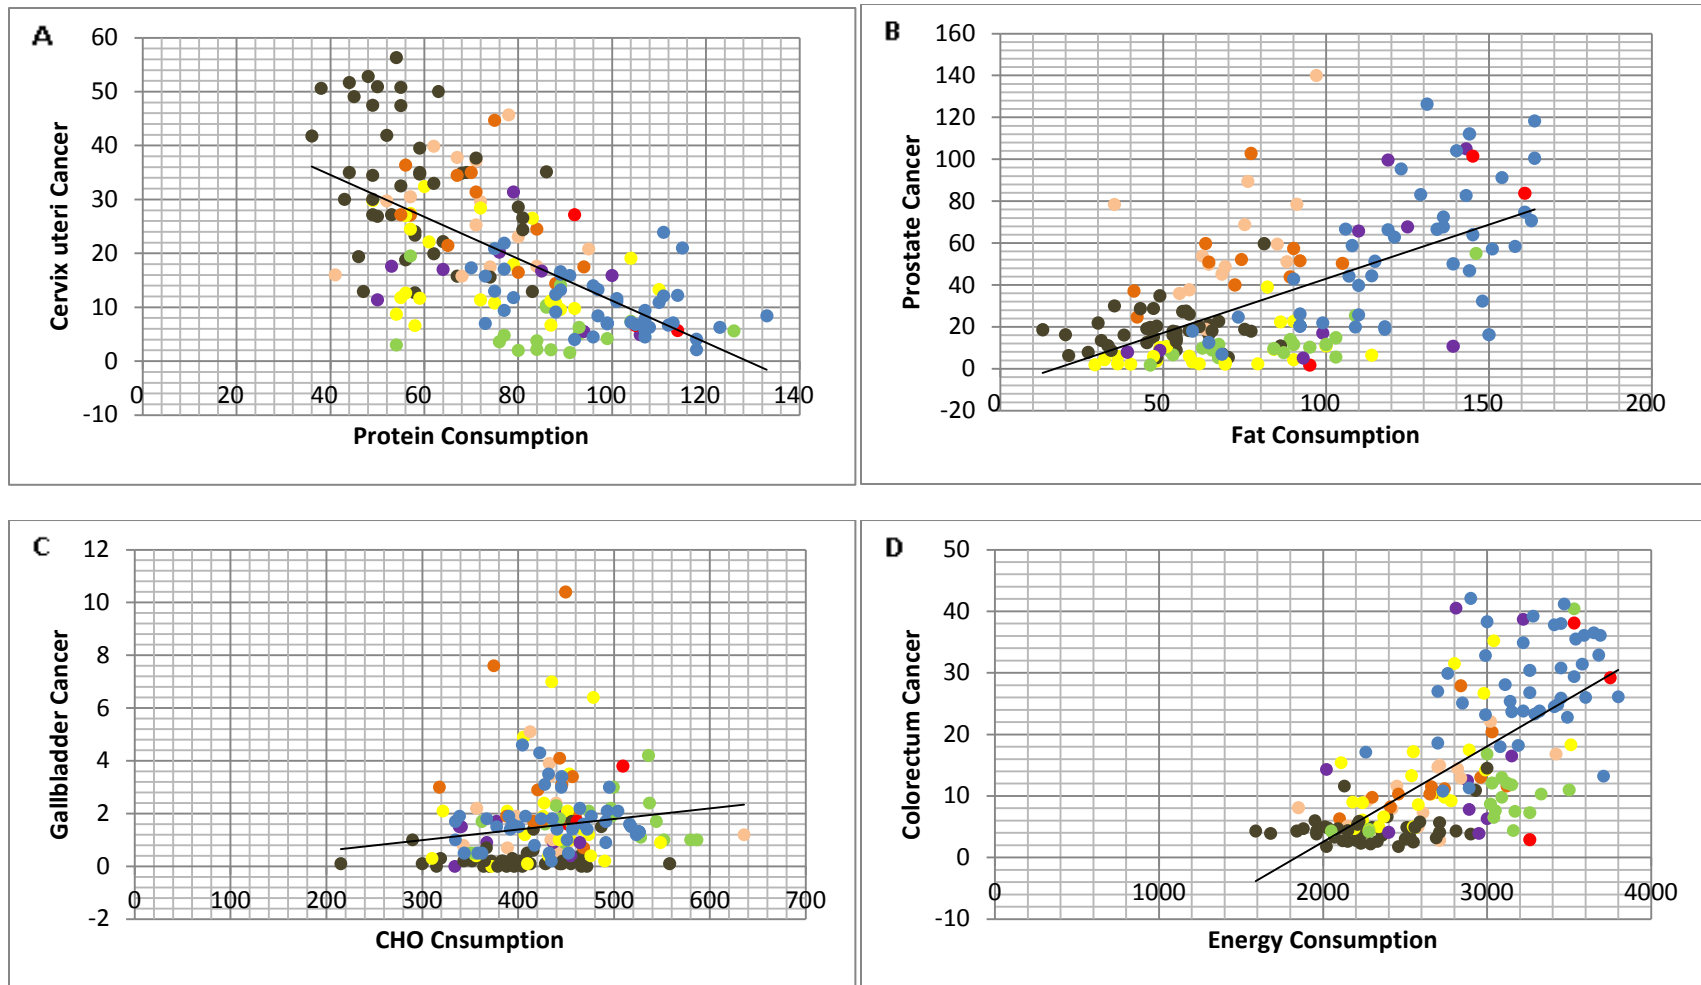 A
60
50
40
30
20
10
0
-10
0 20 40 60 80 100 120 140
Cervix uteri Cancer
Protein Consumption
B
160
140
120
100
80
60
40
20
0
-20
0 50 100 150 200
Prostate Cancer
Fat Consumption
C
12
10
8
6
4
2
0
-2
0 100 200 300 400 500 600 700
Gallbladder Cancer
CHO Cnsumption
D
50
40
30
20
10
0
-10
0 1000 2000 3000 4000
Colorectum Cancer
Energy Consumption